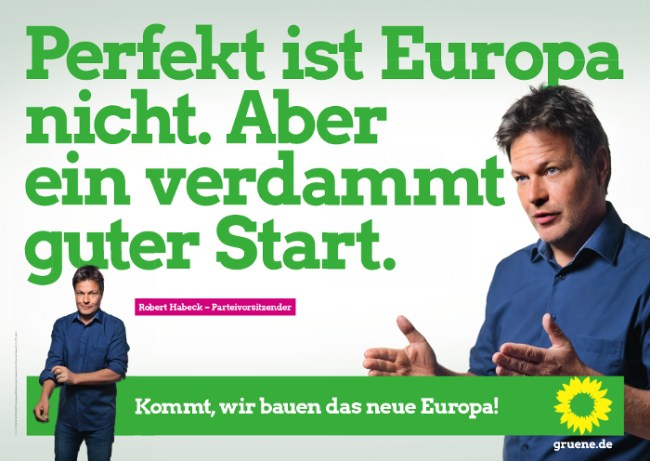 Perfekt ist Europa
nicht. Aber
ein verdammt
guter Start.
Robert Habeck – Parteivorsitzender
Kommt, wir bauen das neue Europa!
gruene.de